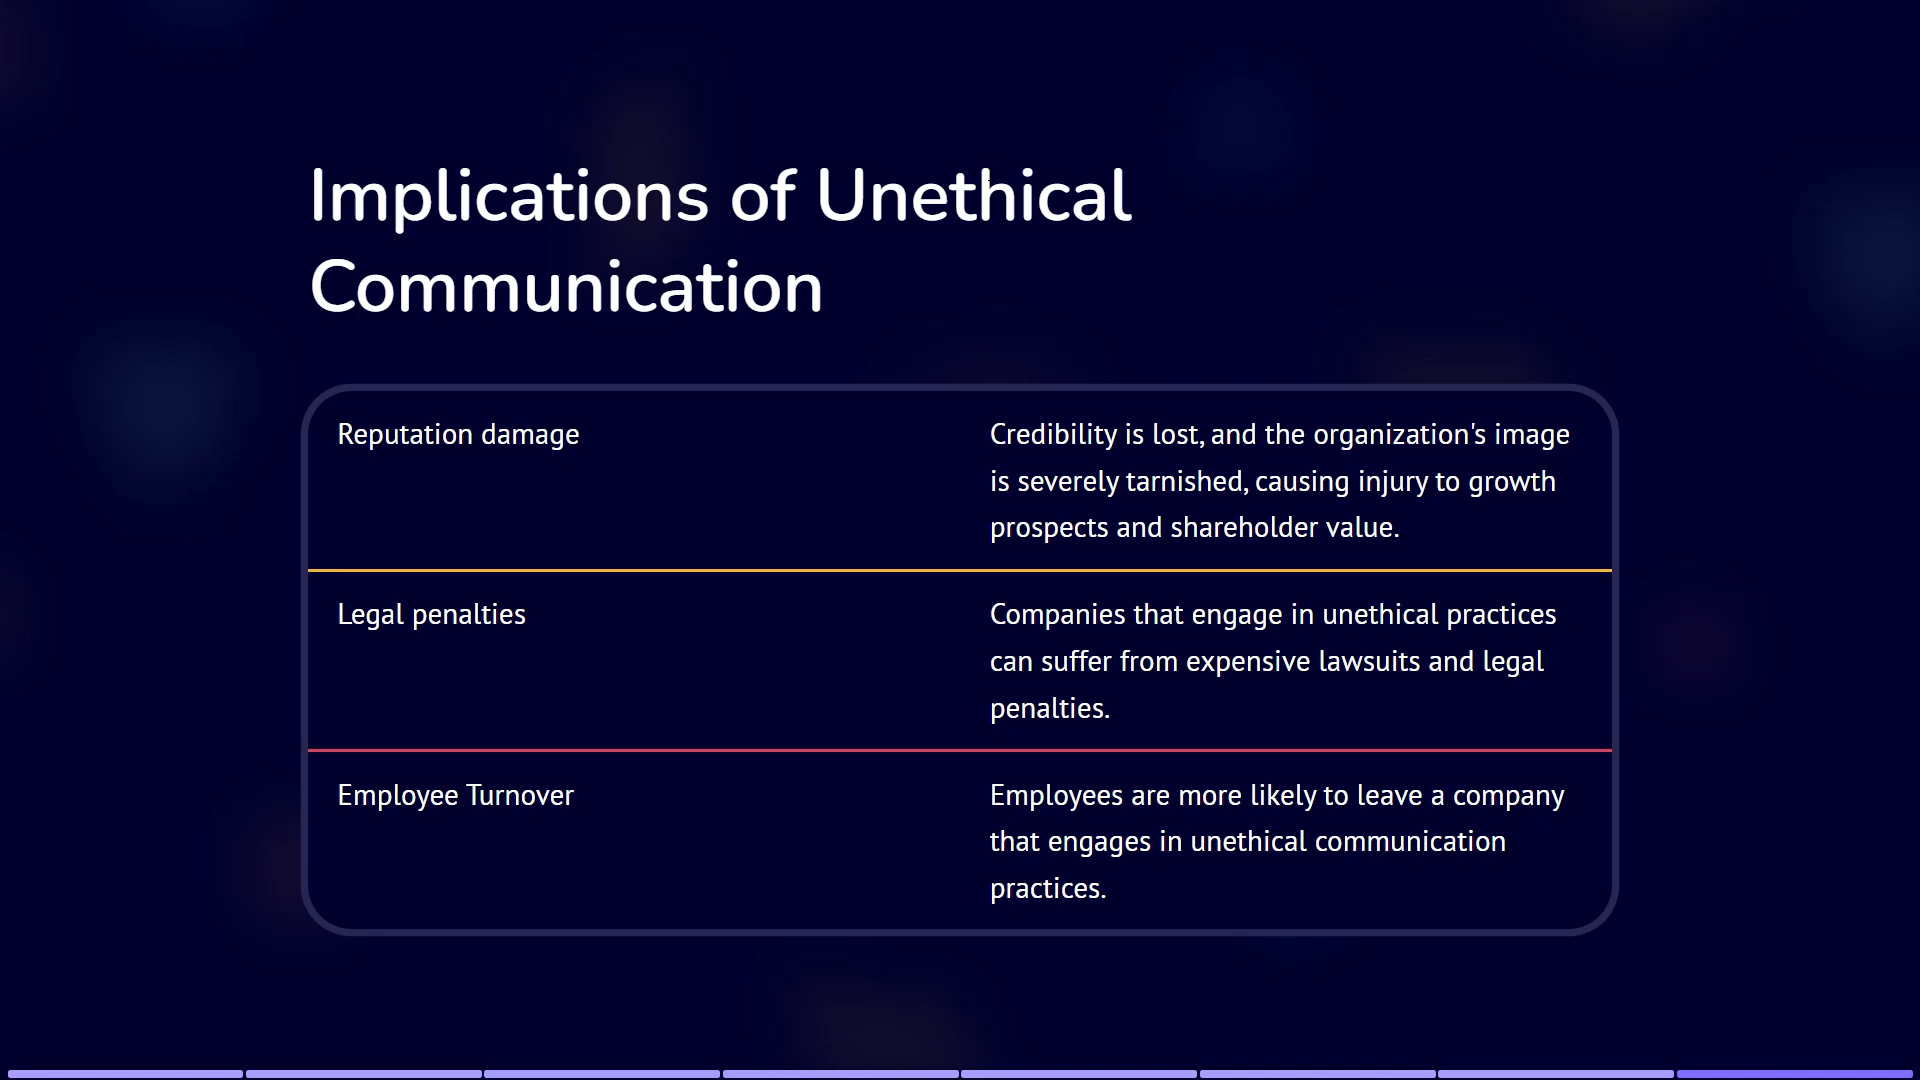 Implications of Unethical
Communication
Reputation damage
Credibility is lost, and the organization's image
is severely tarnished, causing injury to growth
prospects and shareholder value.
Legal penalties
Companies that engage in unethical practices
can suffer from expensive lawsuits and legal
penalties.
Employee Turnover
Employees are more likely to leave a company
that engages in unethical communication
practices.